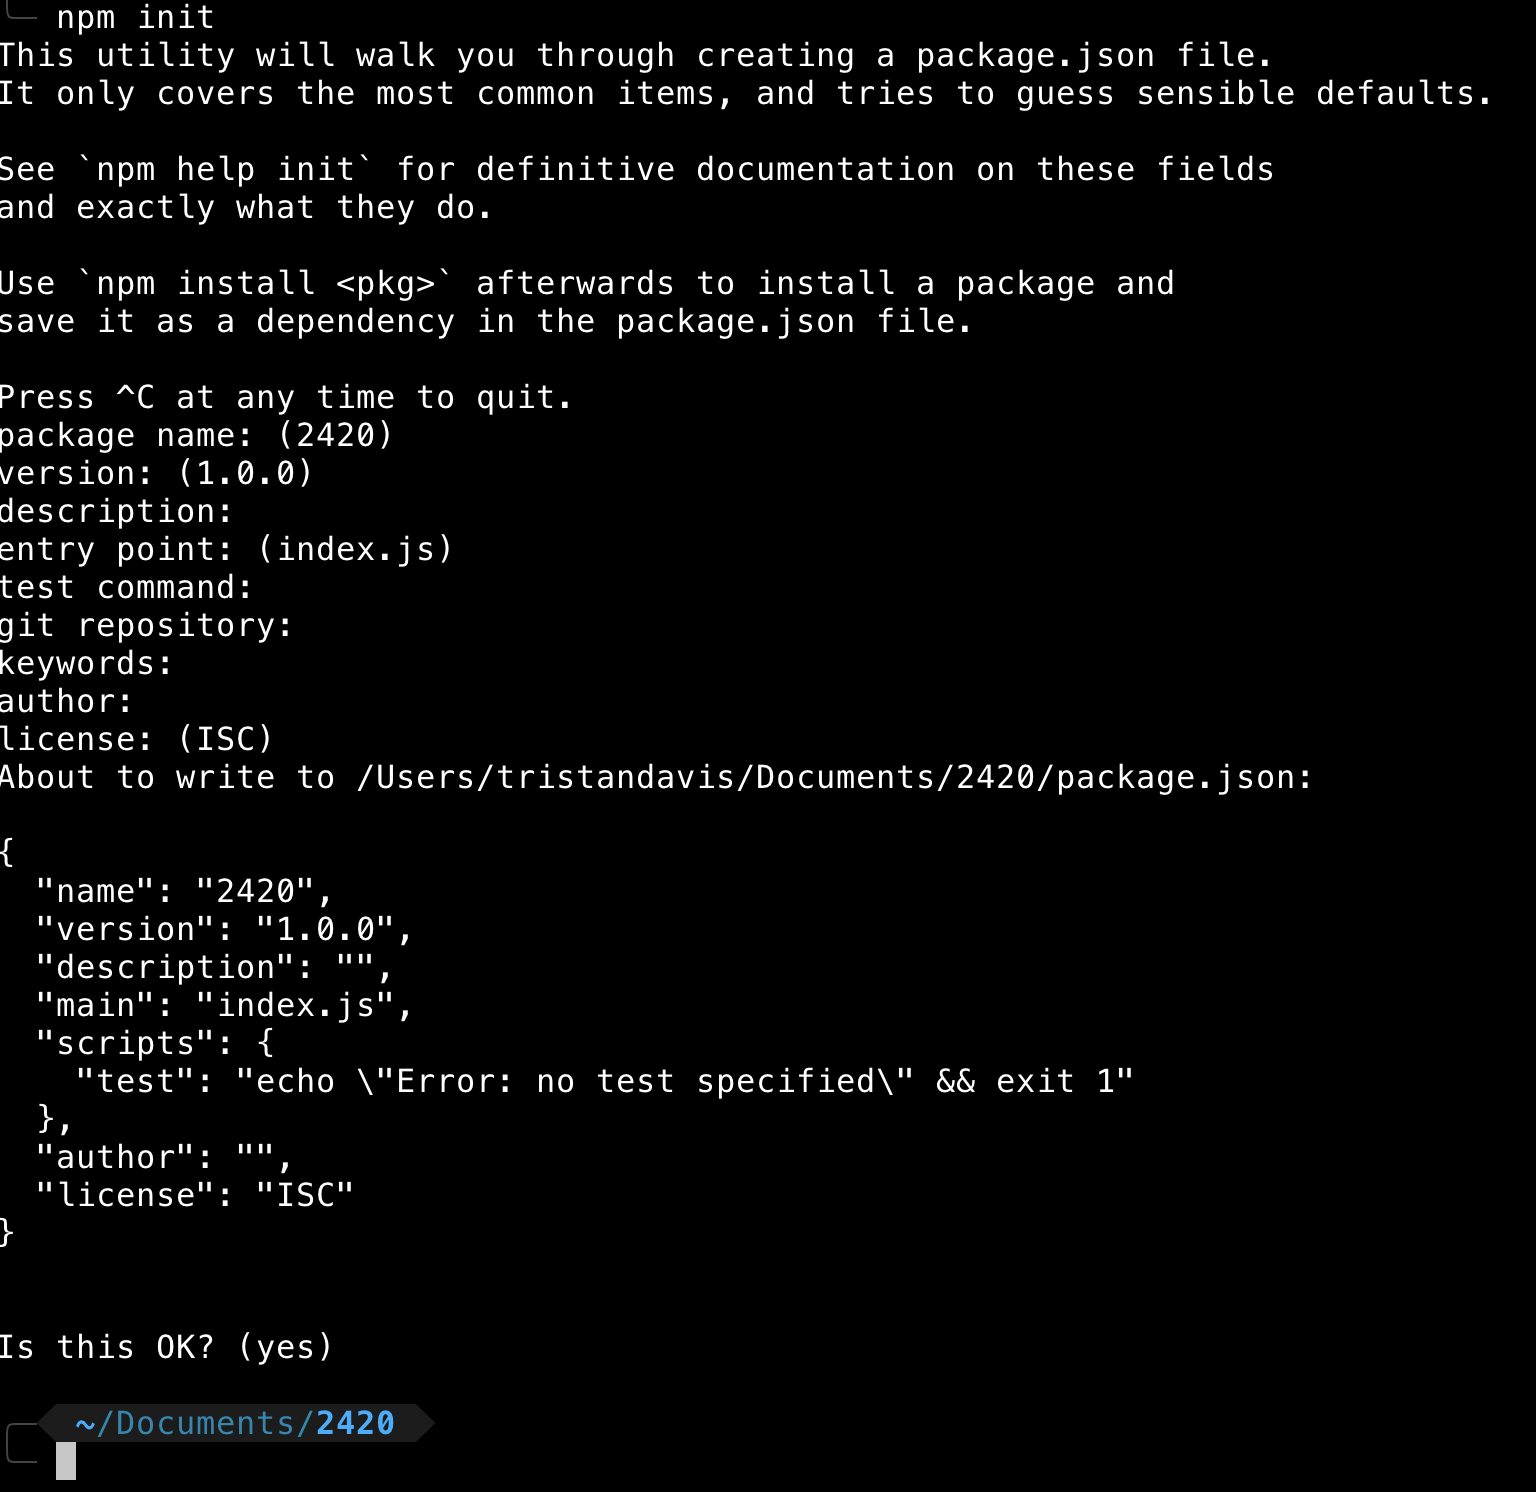 npm init
This utility will walk you through creating a package.json file.
It only covers the most common items, and tries to guess sensible defaults.

See `npm help init` for definitive documentation on these fields
and exactly what they do.

Use `npm install <pkg>` afterwards to install a package and
save it as a dependency in the package.json file.

Press ^C at any time to quit.
package name: (2420)
version: (1.0.0)
description:
entry point: (index.js)
test command:
git repository:
keywords:
author:
license: (ISC)
About to write to /Users/tristandavis/Documents/2420/package.json:

{
  "name": "2420",
  "version": "1.0.0",
  "description": "",
  "main": "index.js",
  "scripts": {
    "test": "echo \"Error: no test specified\" && exit 1"
  },
  "author": "",
  "license": "ISC"
}

Is this OK? (yes)

~/Documents/2420